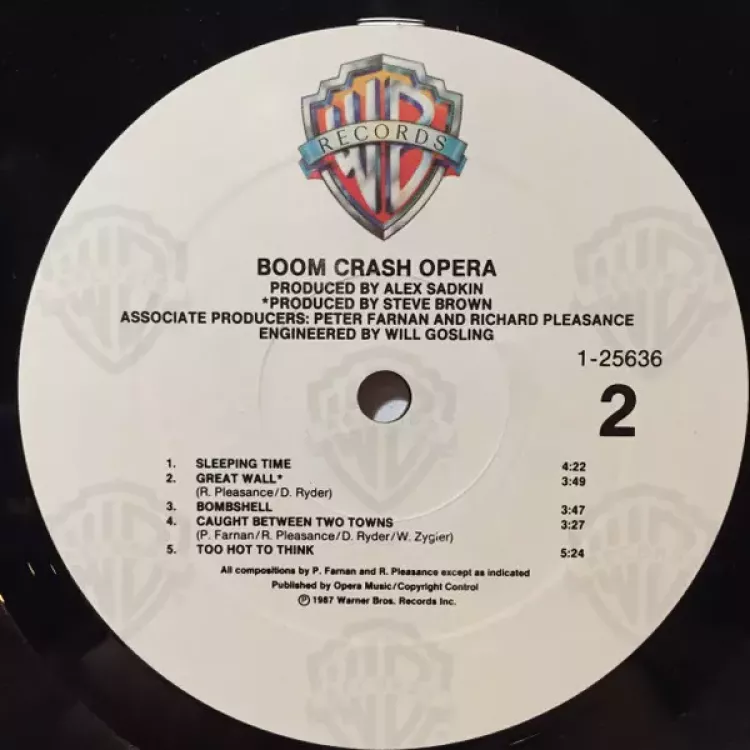 WB
RECORDS
BOOM CRASH OPERA
PRODUCED BY ALEX SADKIN
*PRODUCED BY STEVE BROWN
ASSOCIATE PRODUCERS: PETER FARNAN AND RICHARD PLEASANCE
ENGINEERED BY WILL GOSLING
1-25636
2
1. SLEEPING TIME 4:22
2. GREAT WALL* 3:49
(R. Pleasance/D. Ryder)
3. BOMBSHELL 3:47
4. CAUGHT BETWEEN TWO TOWNS 3:27
(P. Farnan/R. Pleasance/D. Ryder/W. Zygier)
5. TOO HOT TO THINK 5:24
All compositions by P. Farnan and R. Pleasance except as indicated
Published by Opera Music/Copyright Control
℗ 1987 Warner Bros. Records Inc.